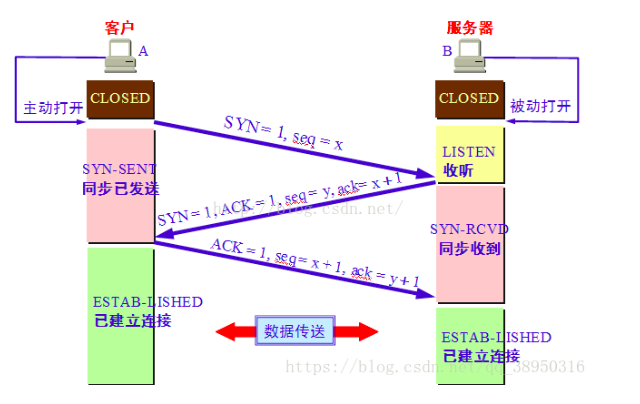 客户
服务器
A
B
主动打开
CLOSED
CLOSED
被动打开
SYN = 1, seq = x
LISTEN
收听
SYN-SENT
同步已发送
SYN = 1, ACK = 1, seq = y, ack= x + 1
http://blog.csdn.net/
SYN-RCVD
同步收到
ACK = 1, seq = x + 1, ack = y + 1
ESTAB-LISHED
已建立连接
数据传送
ESTAB-LISHED
已建立连接
https://blog.csdn.net/qq_38950316